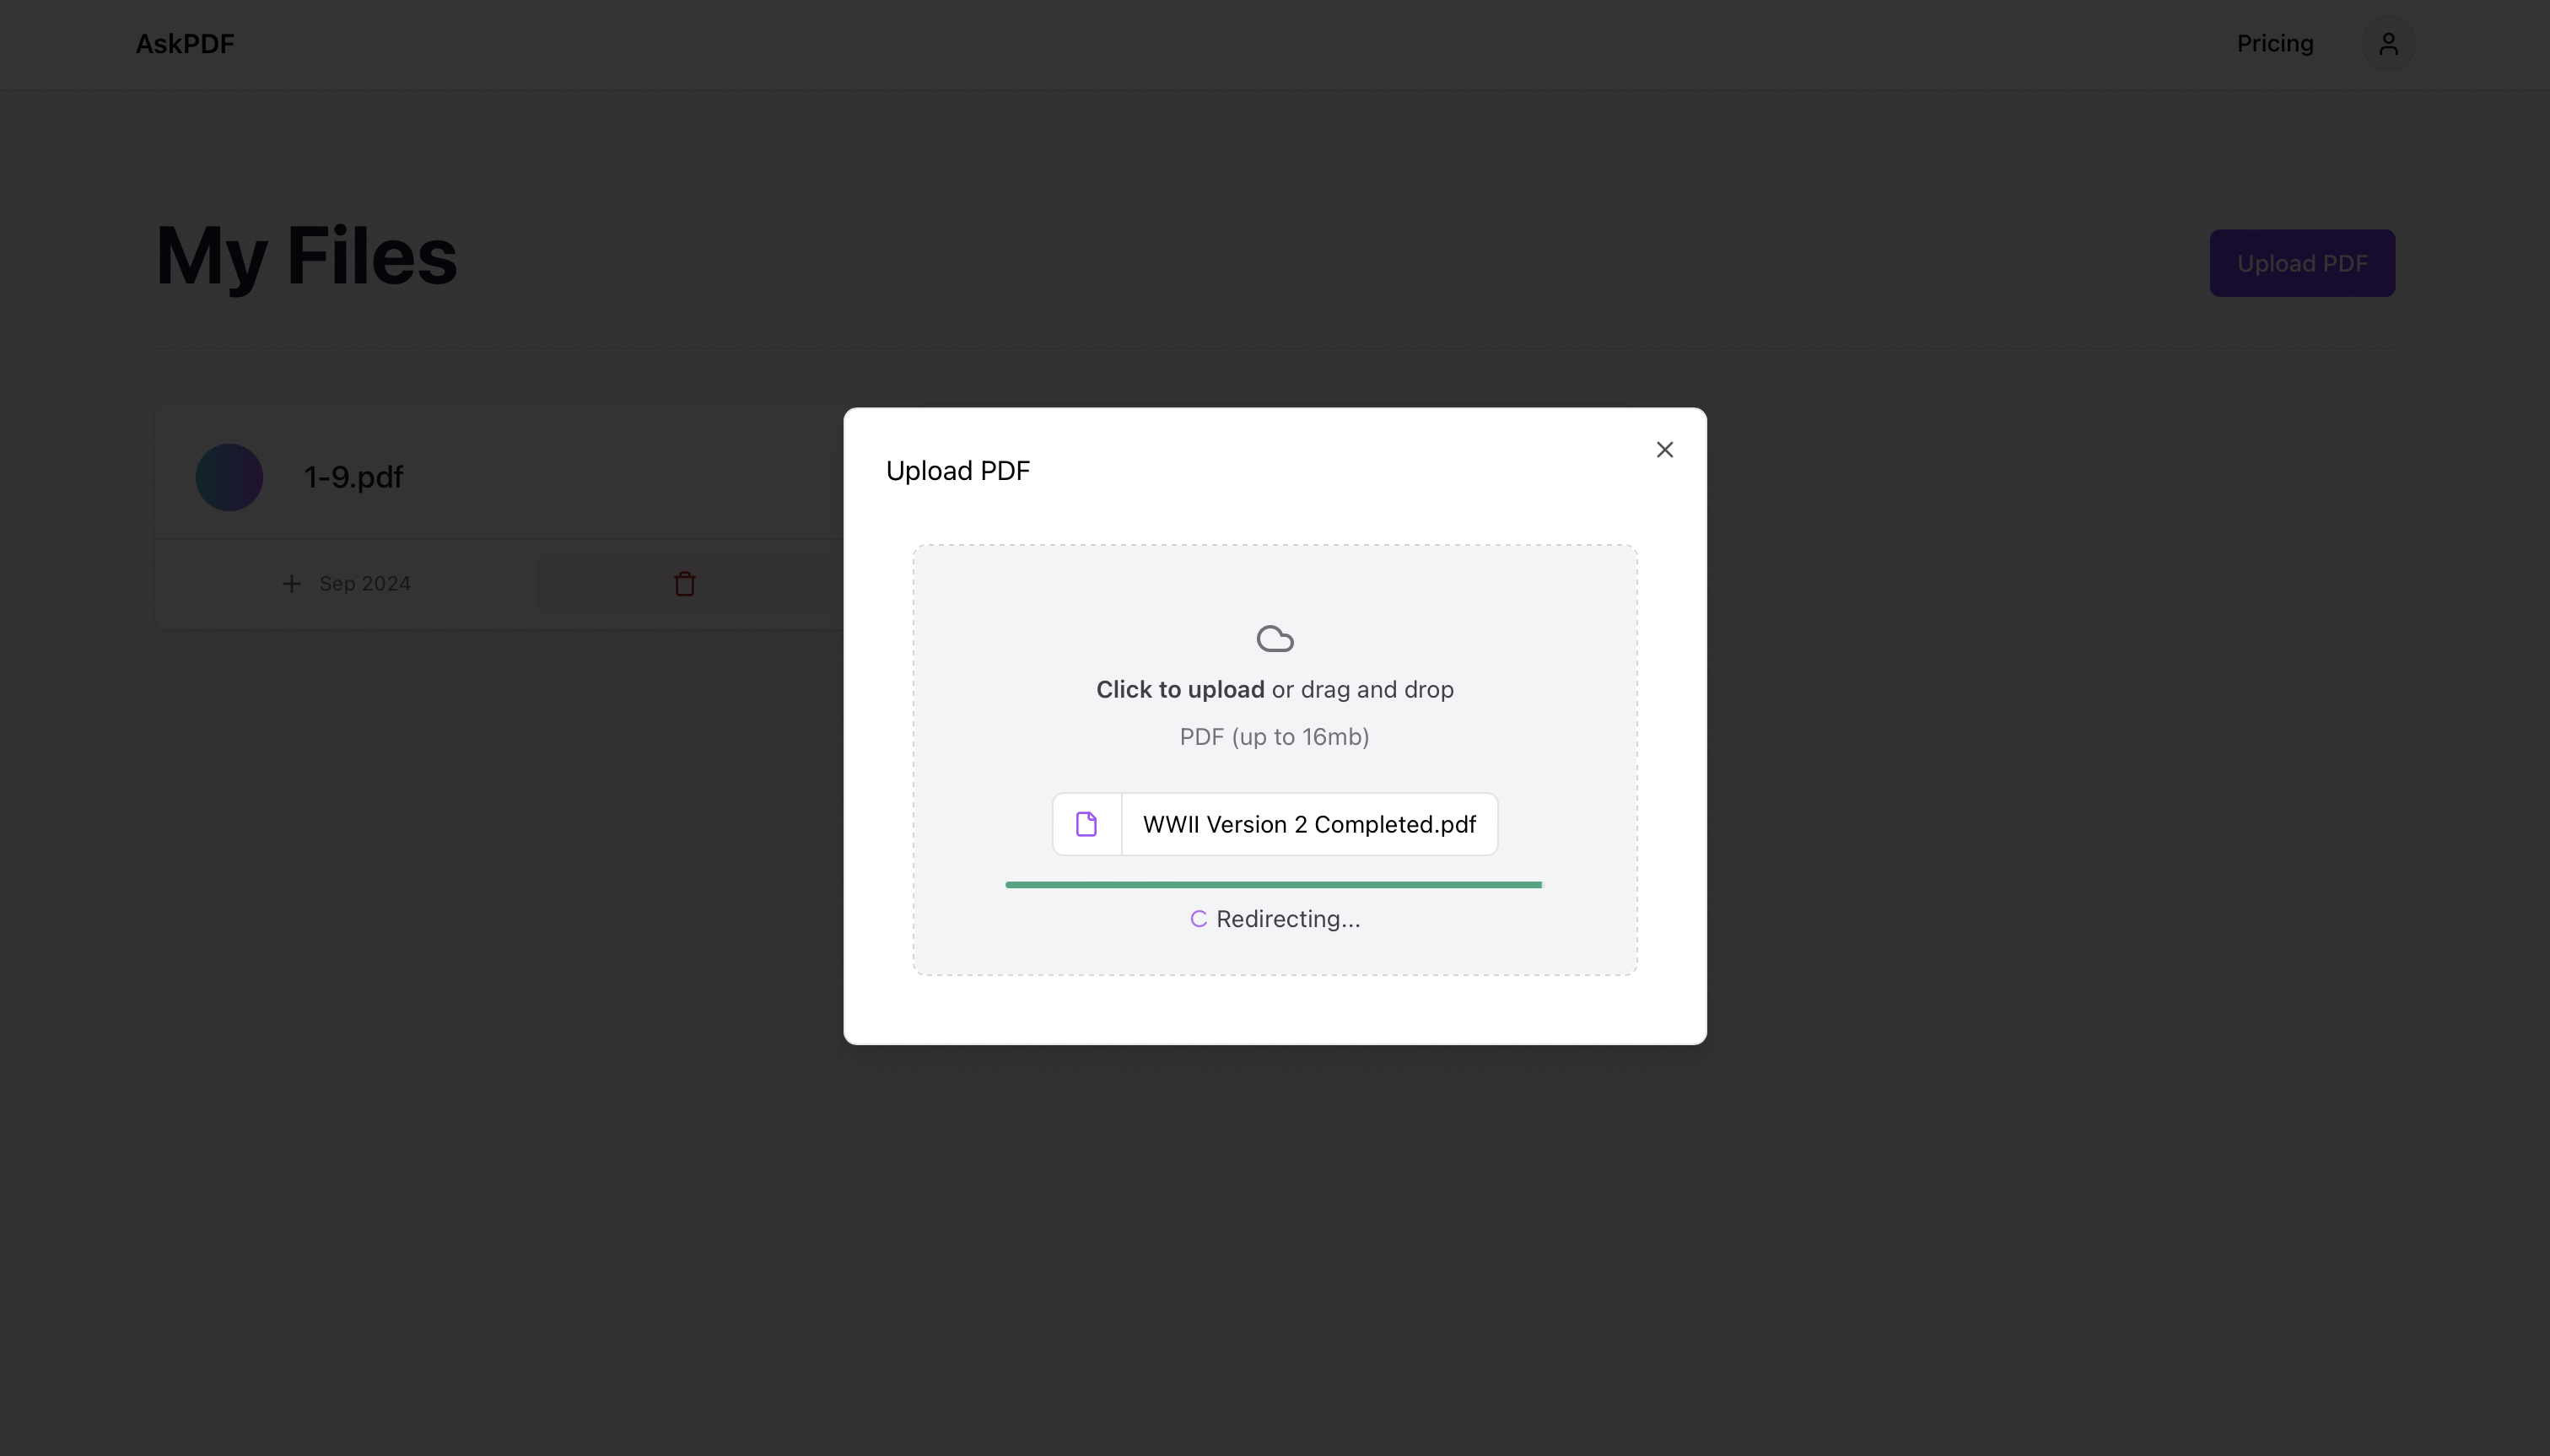 AskPDF
Pricing
My Files
Upload PDF
1-9.pdf
Sep 2024
Upload PDF
Click to upload or drag and drop
PDF (up to 16mb)
WWII Version 2 Completed.pdf
Redirecting...